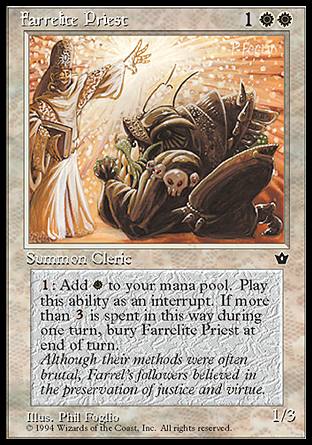 Farrelite Priest 1
P. Foglio
Summon Cleric
1: Add to your mana pool. Play
this ability as an interrupt. If more
than 3 is spent in this way during
one turn, bury Farrelite Priest at
end of turn.
Although their methods were often
brutal, Farrel's followers believed in
the preservation of justice and virtue.
Illus. Phil Foglio
1/3
© 1994 Wizards of the Coast, Inc. All rights reserved.